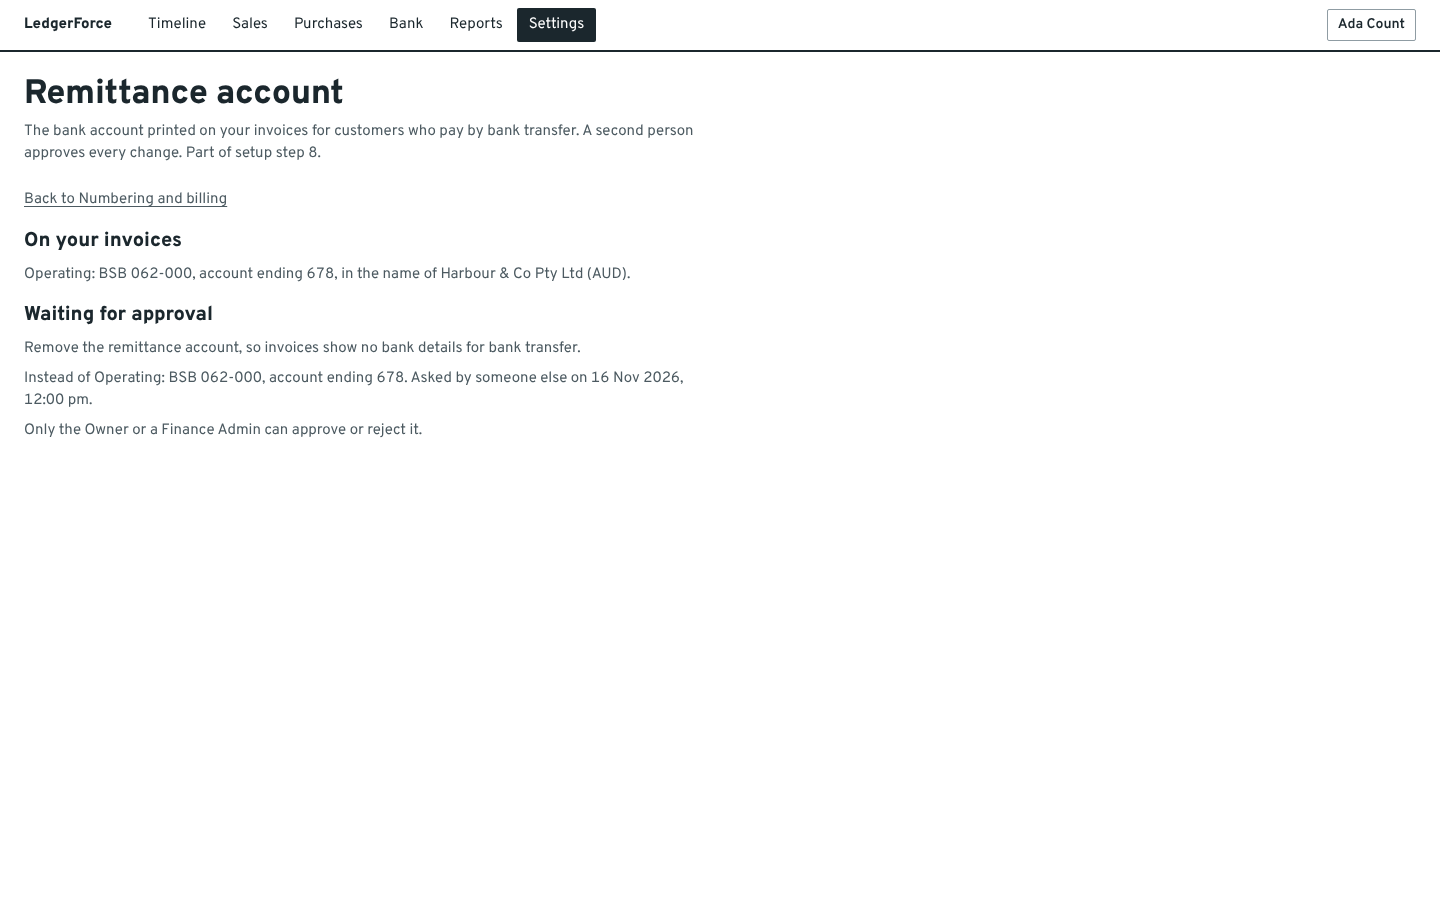 LedgerForce Timeline Sales Purchases Bank Reports Settings Ada Count
Remittance account
The bank account printed on your invoices for customers who pay by bank transfer. A second person
approves every change. Part of setup step 8.
Back to Numbering and billing
On your invoices
Operating: BSB 062-000, account ending 678, in the name of Harbour & Co Pty Ltd (AUD).
Waiting for approval
Remove the remittance account, so invoices show no bank details for bank transfer.
Instead of Operating: BSB 062-000, account ending 678. Asked by someone else on 16 Nov 2026,
12:00 pm.
Only the Owner or a Finance Admin can approve or reject it.